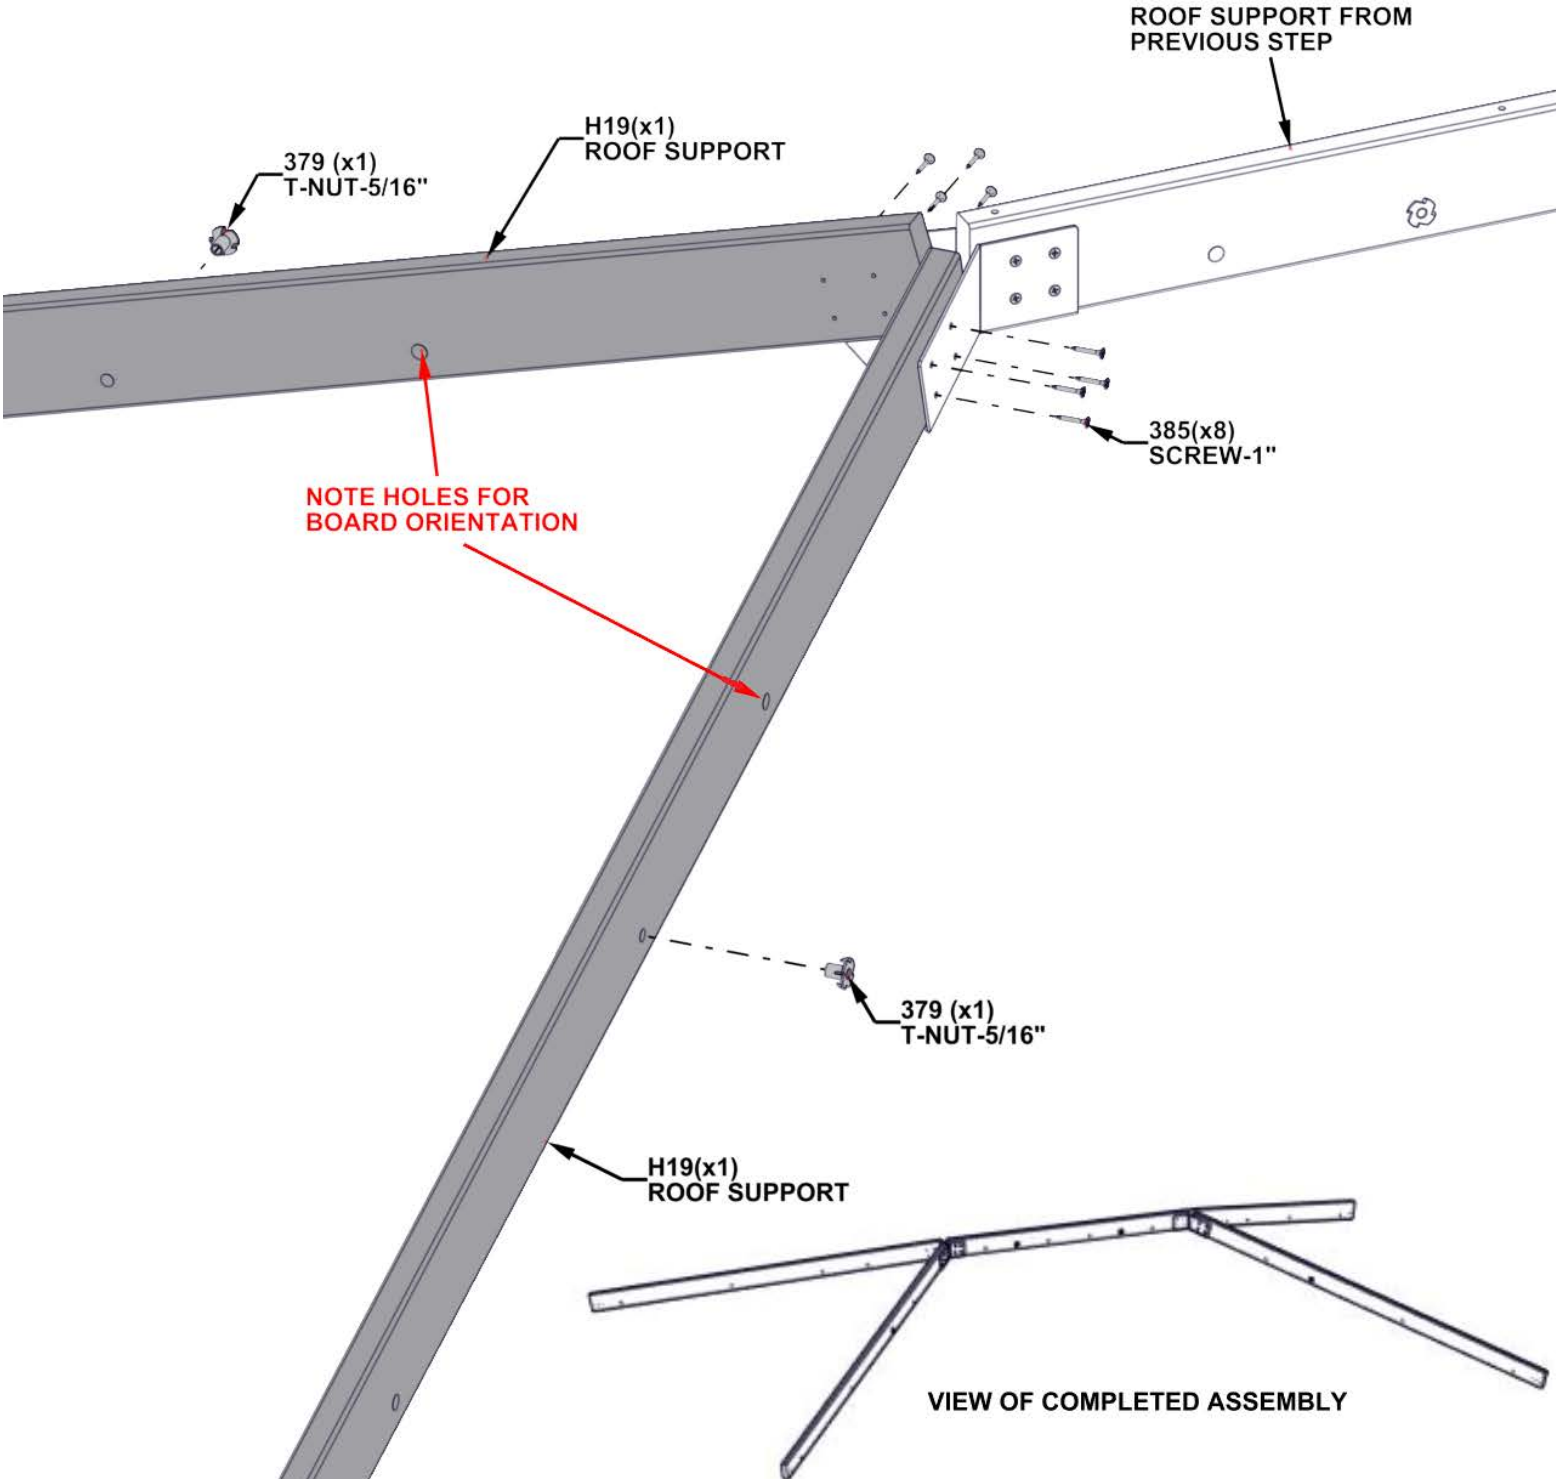 ROOF SUPPORT FROM
PREVIOUS STEP
H19(x1)
ROOF SUPPORT
379 (x1)
T-NUT-5/16"
385(x8)
SCREW-1"
NOTE HOLES FOR
BOARD ORIENTATION
379 (x1)
T-NUT-5/16"
H19(x1)
ROOF SUPPORT
VIEW OF COMPLETED ASSEMBLY